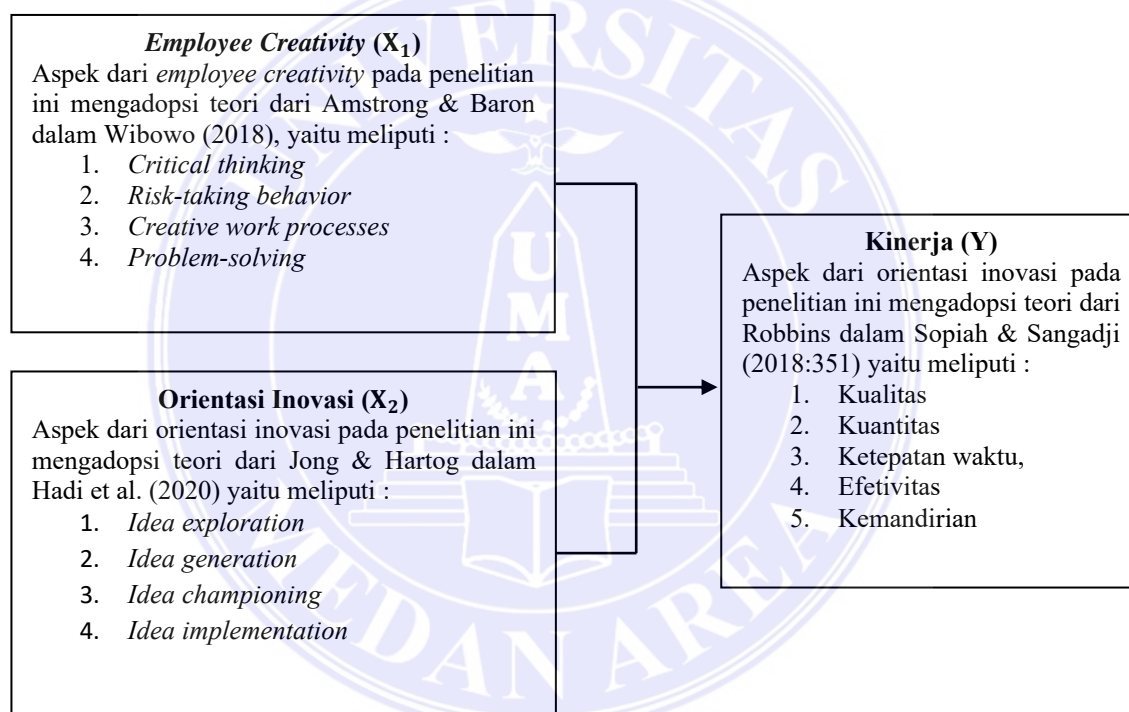 Employee Creativity (X₁)
Aspek dari employee creativity pada penelitian
ini mengadopsi teori dari Amstrong & Baron
dalam Wibowo (2018), yaitu meliputi :
1. Critical thinking
2. Risk-taking behavior
3. Creative work processes
4. Problem-solving
Orientasi Inovasi (X₂)
Aspek dari orientasi inovasi pada penelitian ini
mengadopsi teori dari Jong & Hartog dalam
Hadi et al. (2020) yaitu meliputi :
1. Idea exploration
2. Idea generation
3. Idea championing
4. Idea implementation
Kinerja (Y)
Aspek dari orientasi inovasi pada
penelitian ini mengadopsi teori dari
Robbins dalam Sopiah & Sangadji
(2018:351) yaitu meliputi :
1. Kualitas
2. Kuantitas
3. Ketepatan waktu,
4. Efetivitas
5. Kemandirian
UNIVERSITAS
MEDAN AREA
UMA